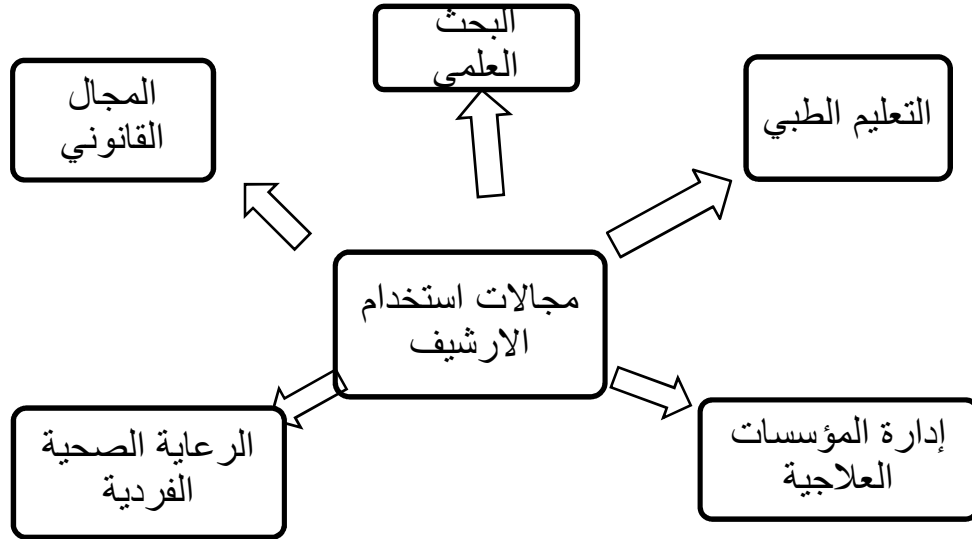 البحث
العلمي
المجال
القانوني
التعليم الطبي
مجالات استخدام
الارشيف
الرعاية الصحية
الفردية
إدارة المؤسسات
العلاجية